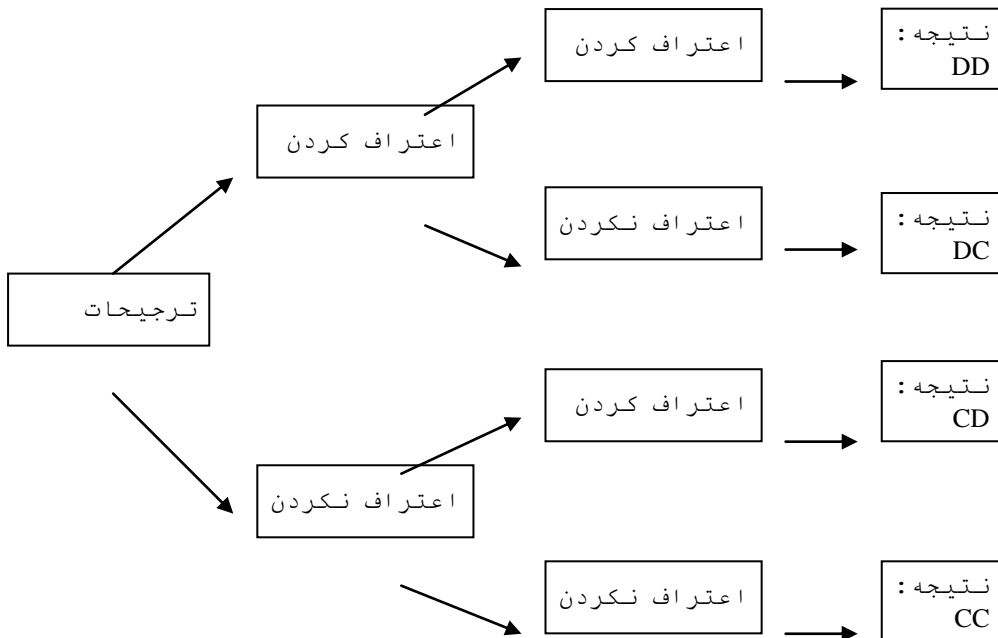 اعتراف کردن
نتیجه:
DD
اعتراف کردن
اعتراف نکردن
نتیجه:
DC
ترجیحات
اعتراف کردن
نتیجه:
CD
اعتراف نکردن
اعتراف نکردن
نتیجه:
CC